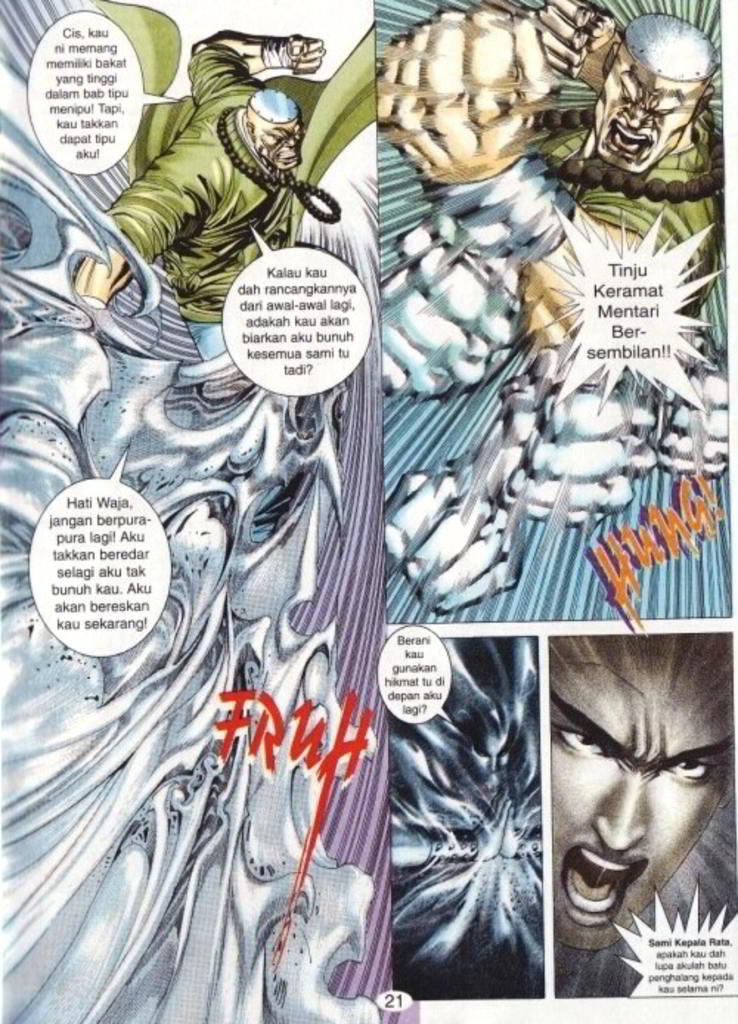 Cis, kau
ni memang
memiliki bakat
yang tinggi
dalam bab tipu
menipu! Tapi,
kau takkan
dapat tipu
aku!
Kalau kau
dah rancangkannya
dari awal-awal lagi,
adakah kau akan
biarkan aku bunuh
kesemua sami tu
tadi?
Hati Waja,
jangan berpura-
pura lagi! Aku
takkan beredar
selagi aku tak
bunuh kau. Aku
akan bereskan
kau sekarang!
FRUH
Tinju
Keramat
Mentari
Ber-
sembilan!!
HUNG!
Berani
kau
gunakan
hikmat tu di
depan aku
lagi?
Sami Kepala Rata,
apakah kau dah
lupa akulah batu
penghalang kepada
kau selama ni?
21